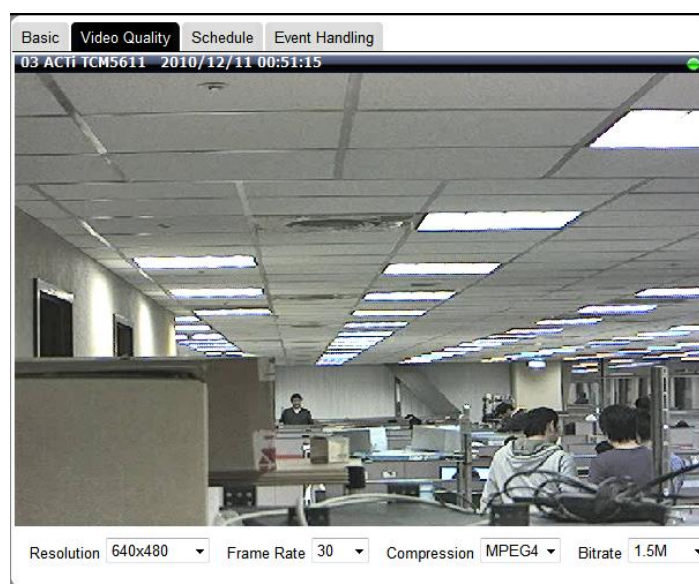 Basic Video Quality Schedule Event Handling
03 ACTi TCM5611 2010/12/11 00:51:15
Resolution 640x480 Frame Rate 30 Compression MPEG4 Bitrate 1.5M